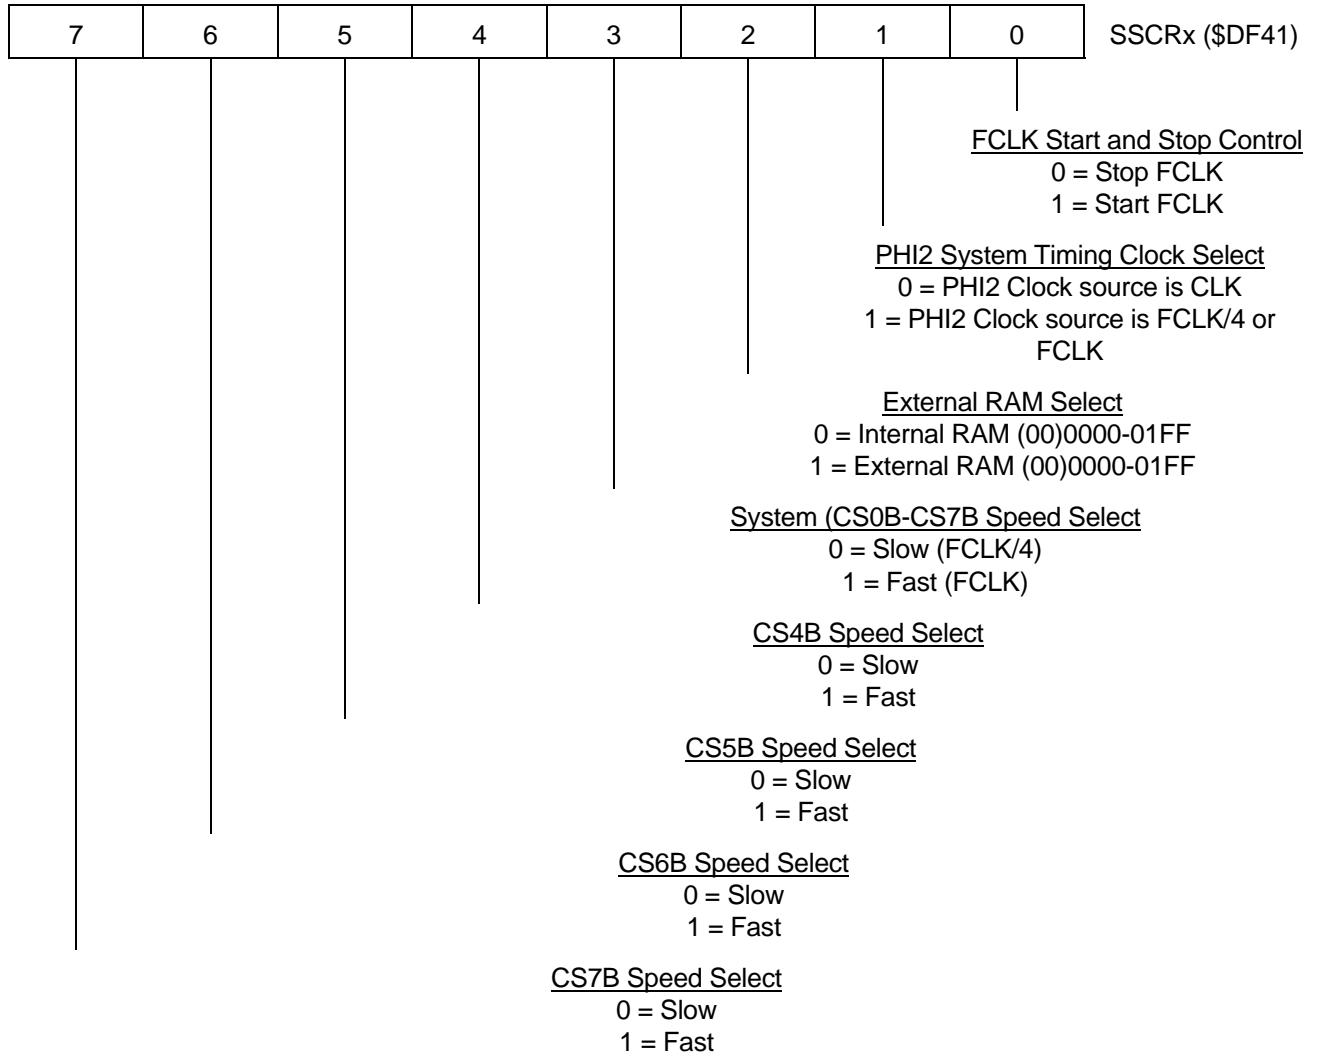 7 6 5 4 3 2 1 0 SSCRx ($DF41)
FCLK Start and Stop Control
0 = Stop FCLK
1 = Start FCLK
PHI2 System Timing Clock Select
0 = PHI2 Clock source is CLK
1 = PHI2 Clock source is FCLK/4 or
FCLK
External RAM Select
0 = Internal RAM (00)0000-01FF
1 = External RAM (00)0000-01FF
System (CS0B-CS7B Speed Select
0 = Slow (FCLK/4)
1 = Fast (FCLK)
CS4B Speed Select
0 = Slow
1 = Fast
CS5B Speed Select
0 = Slow
1 = Fast
CS6B Speed Select
0 = Slow
1 = Fast
CS7B Speed Select
0 = Slow
1 = Fast